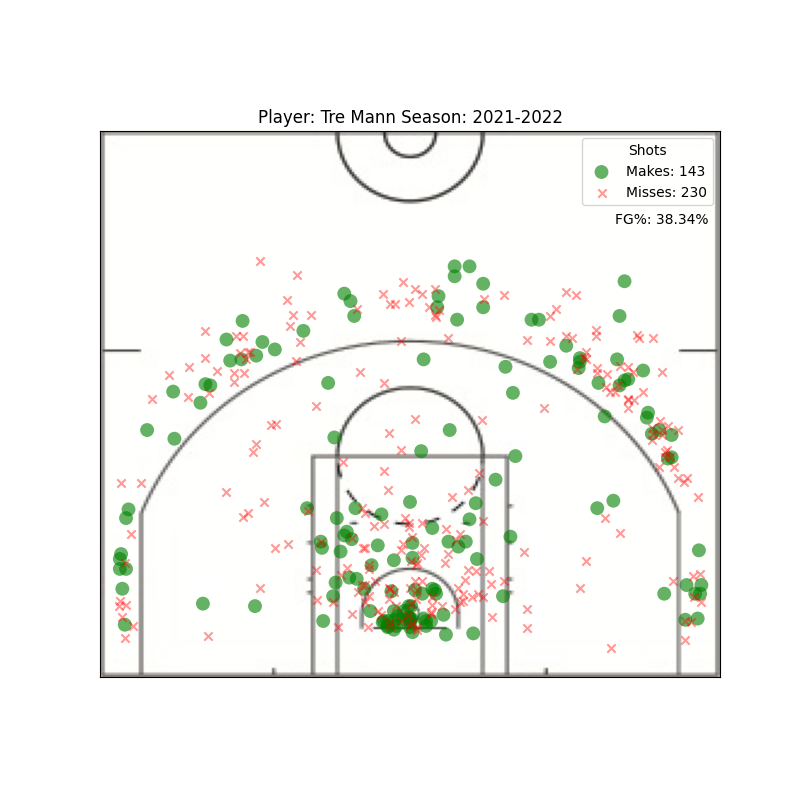 Player: Tre Mann Season: 2021-2022
Shots
Makes: 143
Misses: 230
FG%: 38.34%